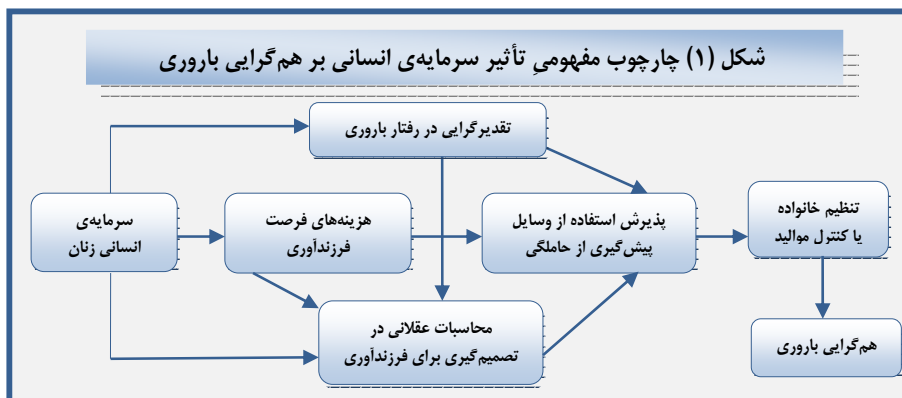 شکل (۱) چارچوب مفهومیِ تأثیر سرمایه‌ی انسانی بر هم‌گرایی باروری
تقدیرگرایی در رفتار باروری
سرمایه‌ی
انسانی زنان
هزینه‌های فرصت
فرزندآوری
پذیرش استفاده از وسایل
پیش‌گیری از حاملگی
تنظیم خانواده
یا کنترل موالید
محاسبات عقلانی در
تصمیم‌گیری برای فرزندآوری
هم‌گرایی باروری